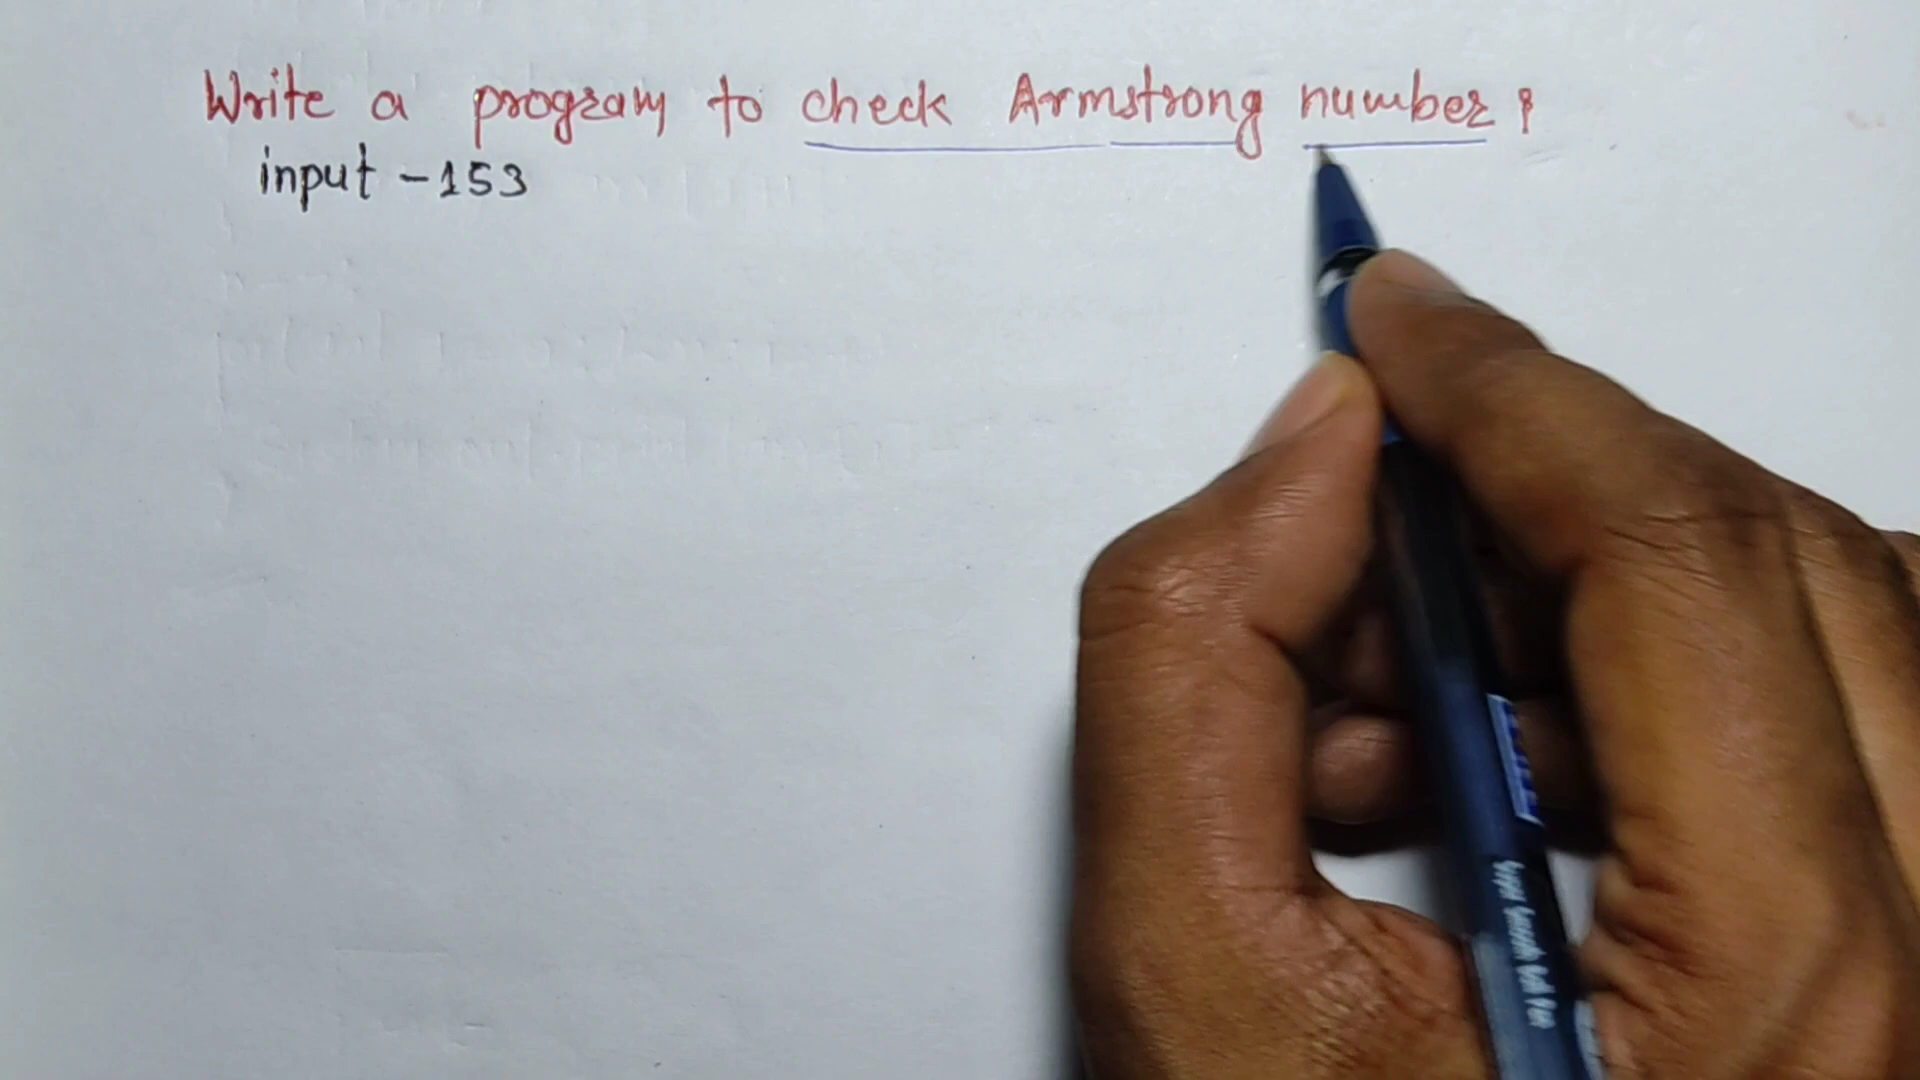 Write a program to check Armstrong number?
input - 153